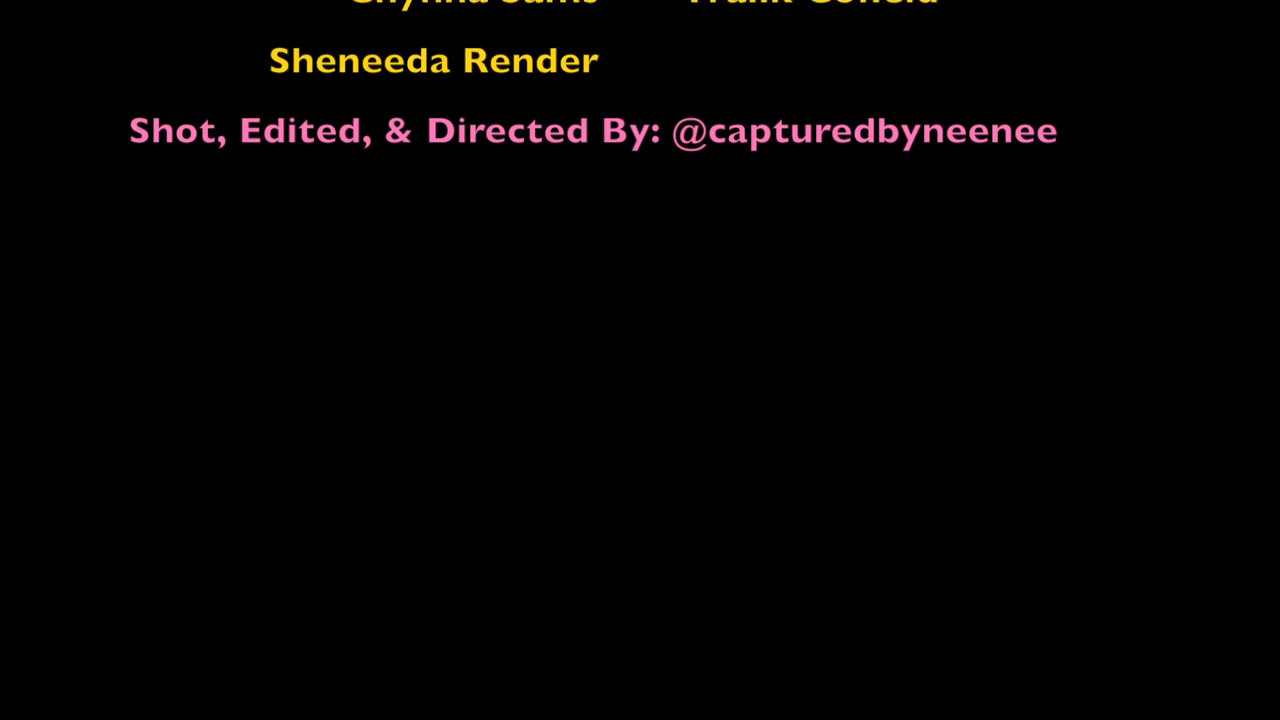 Sheneeda Render
Shot, Edited, & Directed By: @capturedbyneenee